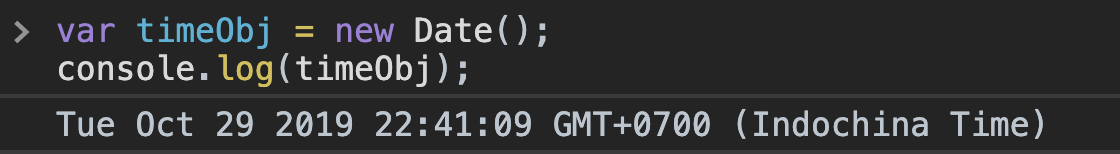 > var timeObj = new Date();
console.log(timeObj);
Tue Oct 29 2019 22:41:09 GMT+0700 (Indochina Time)